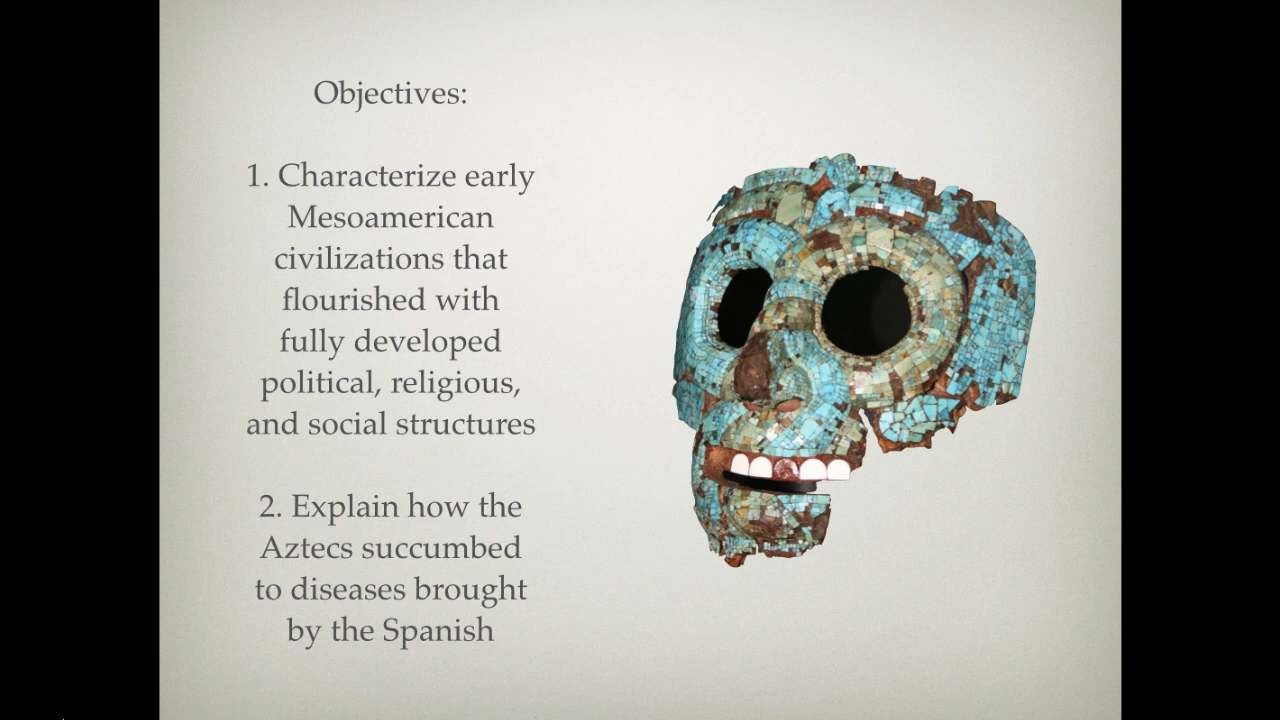 Objectives:
1. Characterize early
Mesoamerican
civilizations that
flourished with
fully developed
political, religious,
and social structures
2. Explain how the
Aztecs succumbed
to diseases brought
by the Spanish